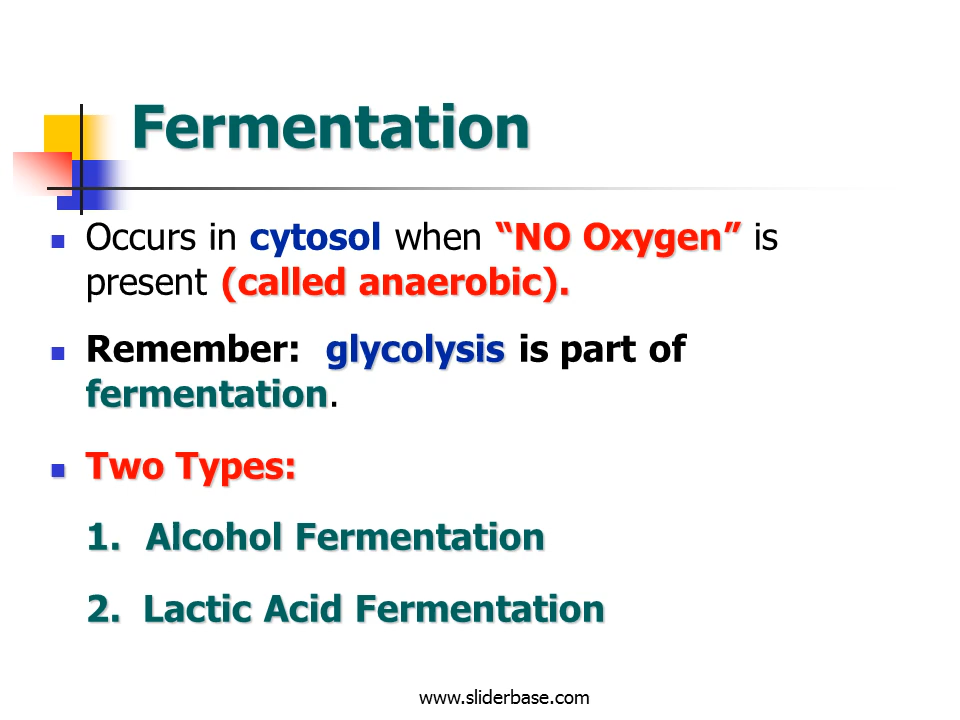 Fermentation
Occurs in cytosol when “NO Oxygen” is
present (called anaerobic).
Remember:  glycolysis is part of
fermentation.
Two Types:
1.  Alcohol Fermentation
2.  Lactic Acid Fermentation
www.sliderbase.com